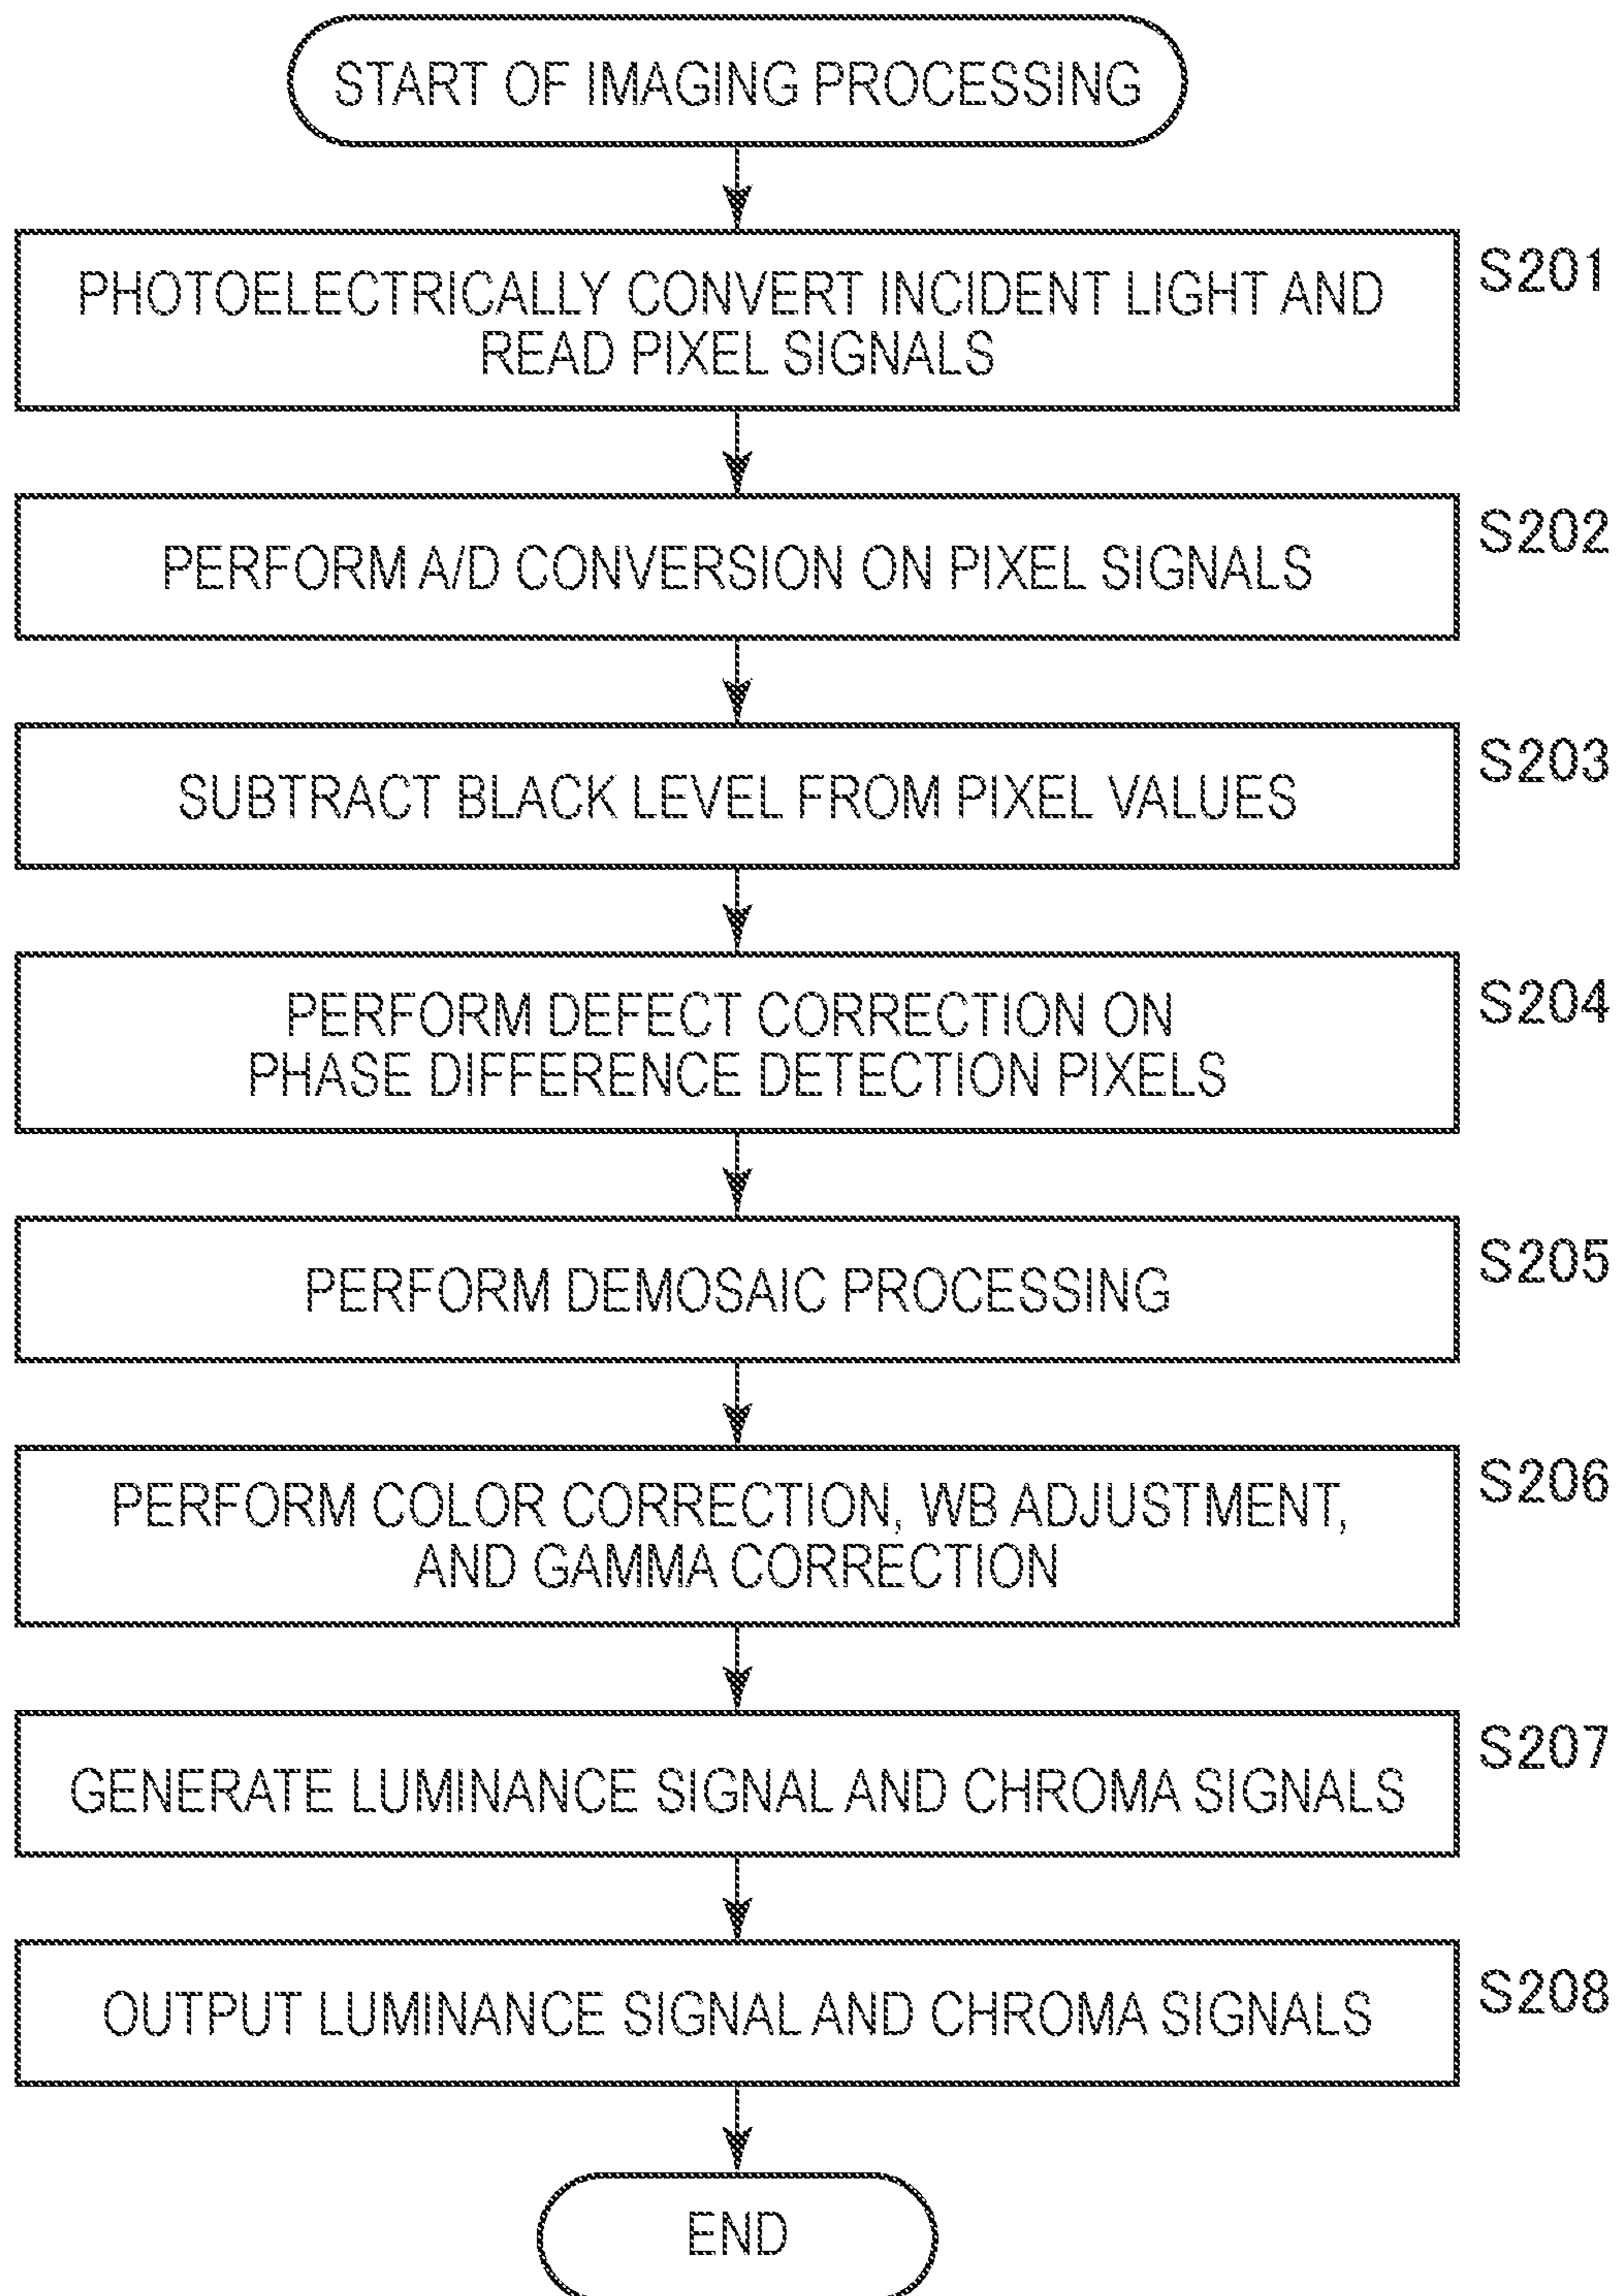 START OF IMAGING PROCESSING
PHOTOELECTRICALLY CONVERT INCIDENT LIGHT AND
READ PIXEL SIGNALS
S201
PERFORM A/D CONVERSION ON PIXEL SIGNALS
S202
SUBTRACT BLACK LEVEL FROM PIXEL VALUES
S203
PERFORM DEFECT CORRECTION ON
PHASE DIFFERENCE DETECTION PIXELS
S204
PERFORM DEMOSAIC PROCESSING
S205
PERFORM COLOR CORRECTION, WB ADJUSTMENT,
AND GAMMA CORRECTION
S206
GENERATE LUMINANCE SIGNAL AND CHROMA SIGNALS
S207
OUTPUT LUMINANCE SIGNAL AND CHROMA SIGNALS
S208
END